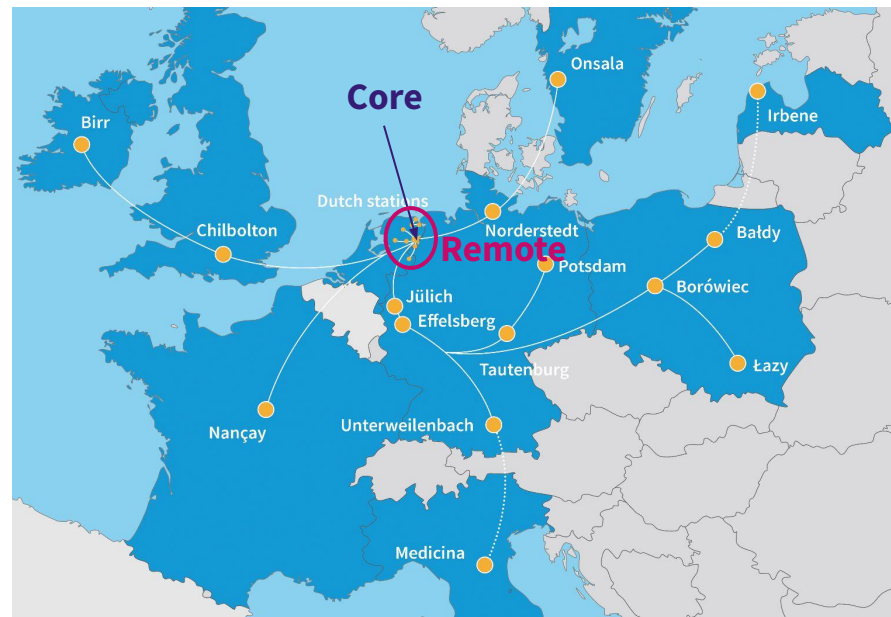 Onsala
Core
Irbene
Birr
Dutch stations
Chilbolton
Norderstedt
Bałdy
Remote
Potsdam
Borówiec
Jülich
Effelsberg
Tautenburg
Łazy
Nançay
Unterweilenbach
Medicina